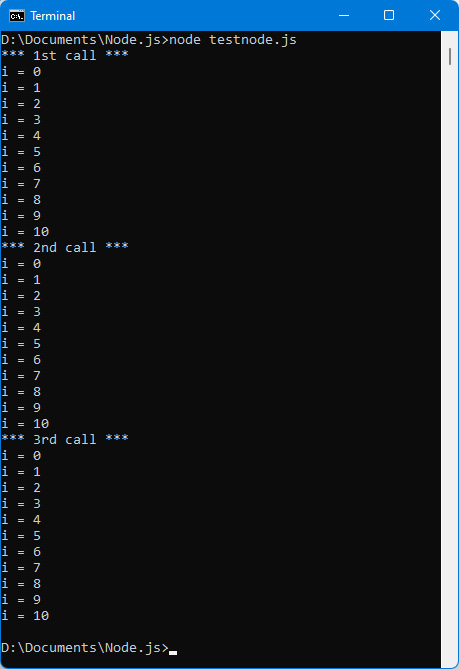 Terminal
D:\Documents\Node.js>node testnode.js
*** 1st call ***
i = 0
i = 1
i = 2
i = 3
i = 4
i = 5
i = 6
i = 7
i = 8
i = 9
i = 10
*** 2nd call ***
i = 0
i = 1
i = 2
i = 3
i = 4
i = 5
i = 6
i = 7
i = 8
i = 9
i = 10
*** 3rd call ***
i = 0
i = 1
i = 2
i = 3
i = 4
i = 5
i = 6
i = 7
i = 8
i = 9
i = 10
D:\Documents\Node.js>